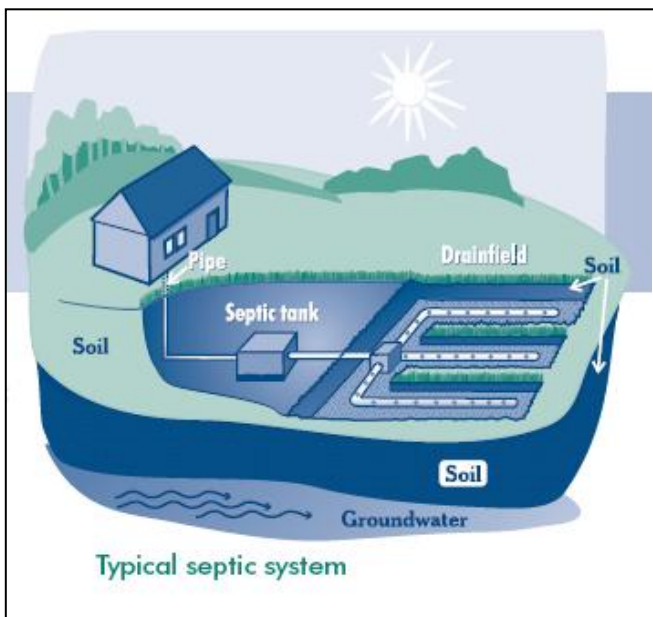 Pipe
Drainfield
Soil
Septic tank
Soil
Soil
Groundwater
Typical septic system